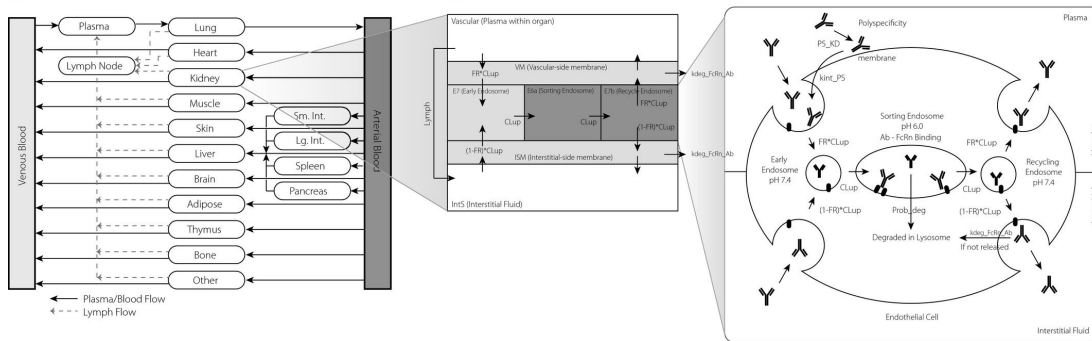 Venous Blood
Plasma
Lymph Node
Lung
Heart
Kidney
Muscle
Skin
Liver
Brain
Adipose
Thymus
Bone
Other
Sm. Int.
Lg. Int.
Spleen
Pancreas
Arterial Blood
Plasma/Blood Flow
Lymph Flow
Vascular (Plasma within organ)
Lymph
VM (Vascular-side membrane)
FR*CLup
kdeg_FcRn_Ab
E7 (Early Endosome)
E6a (Sorting Endosome)
E7b (Recycle Endosome)
FR*CLup
CLup
CLup
(1-FR)*CLup
(1-FR)*CLup
ISM (Interstitial-side membrane)
kdeg_FcRn_Ab
IntS (Interstitial Fluid)
Plasma
Polyspecificity
PS_KD
membrane
kint_PS
Sorting Endosome
pH 6.0
Ab - FcRn Binding
FR*CLup
FR*CLup
Early
Endosome
pH 7.4
CLup
CLup
Recycling
Endosome
pH 7.4
(1-FR)*CLup
Prob_deg
(1-FR)*CLup
Degraded in Lysosome
kdeg_FcRn_Ab
If not released
Endothelial Cell
Interstitial Fluid